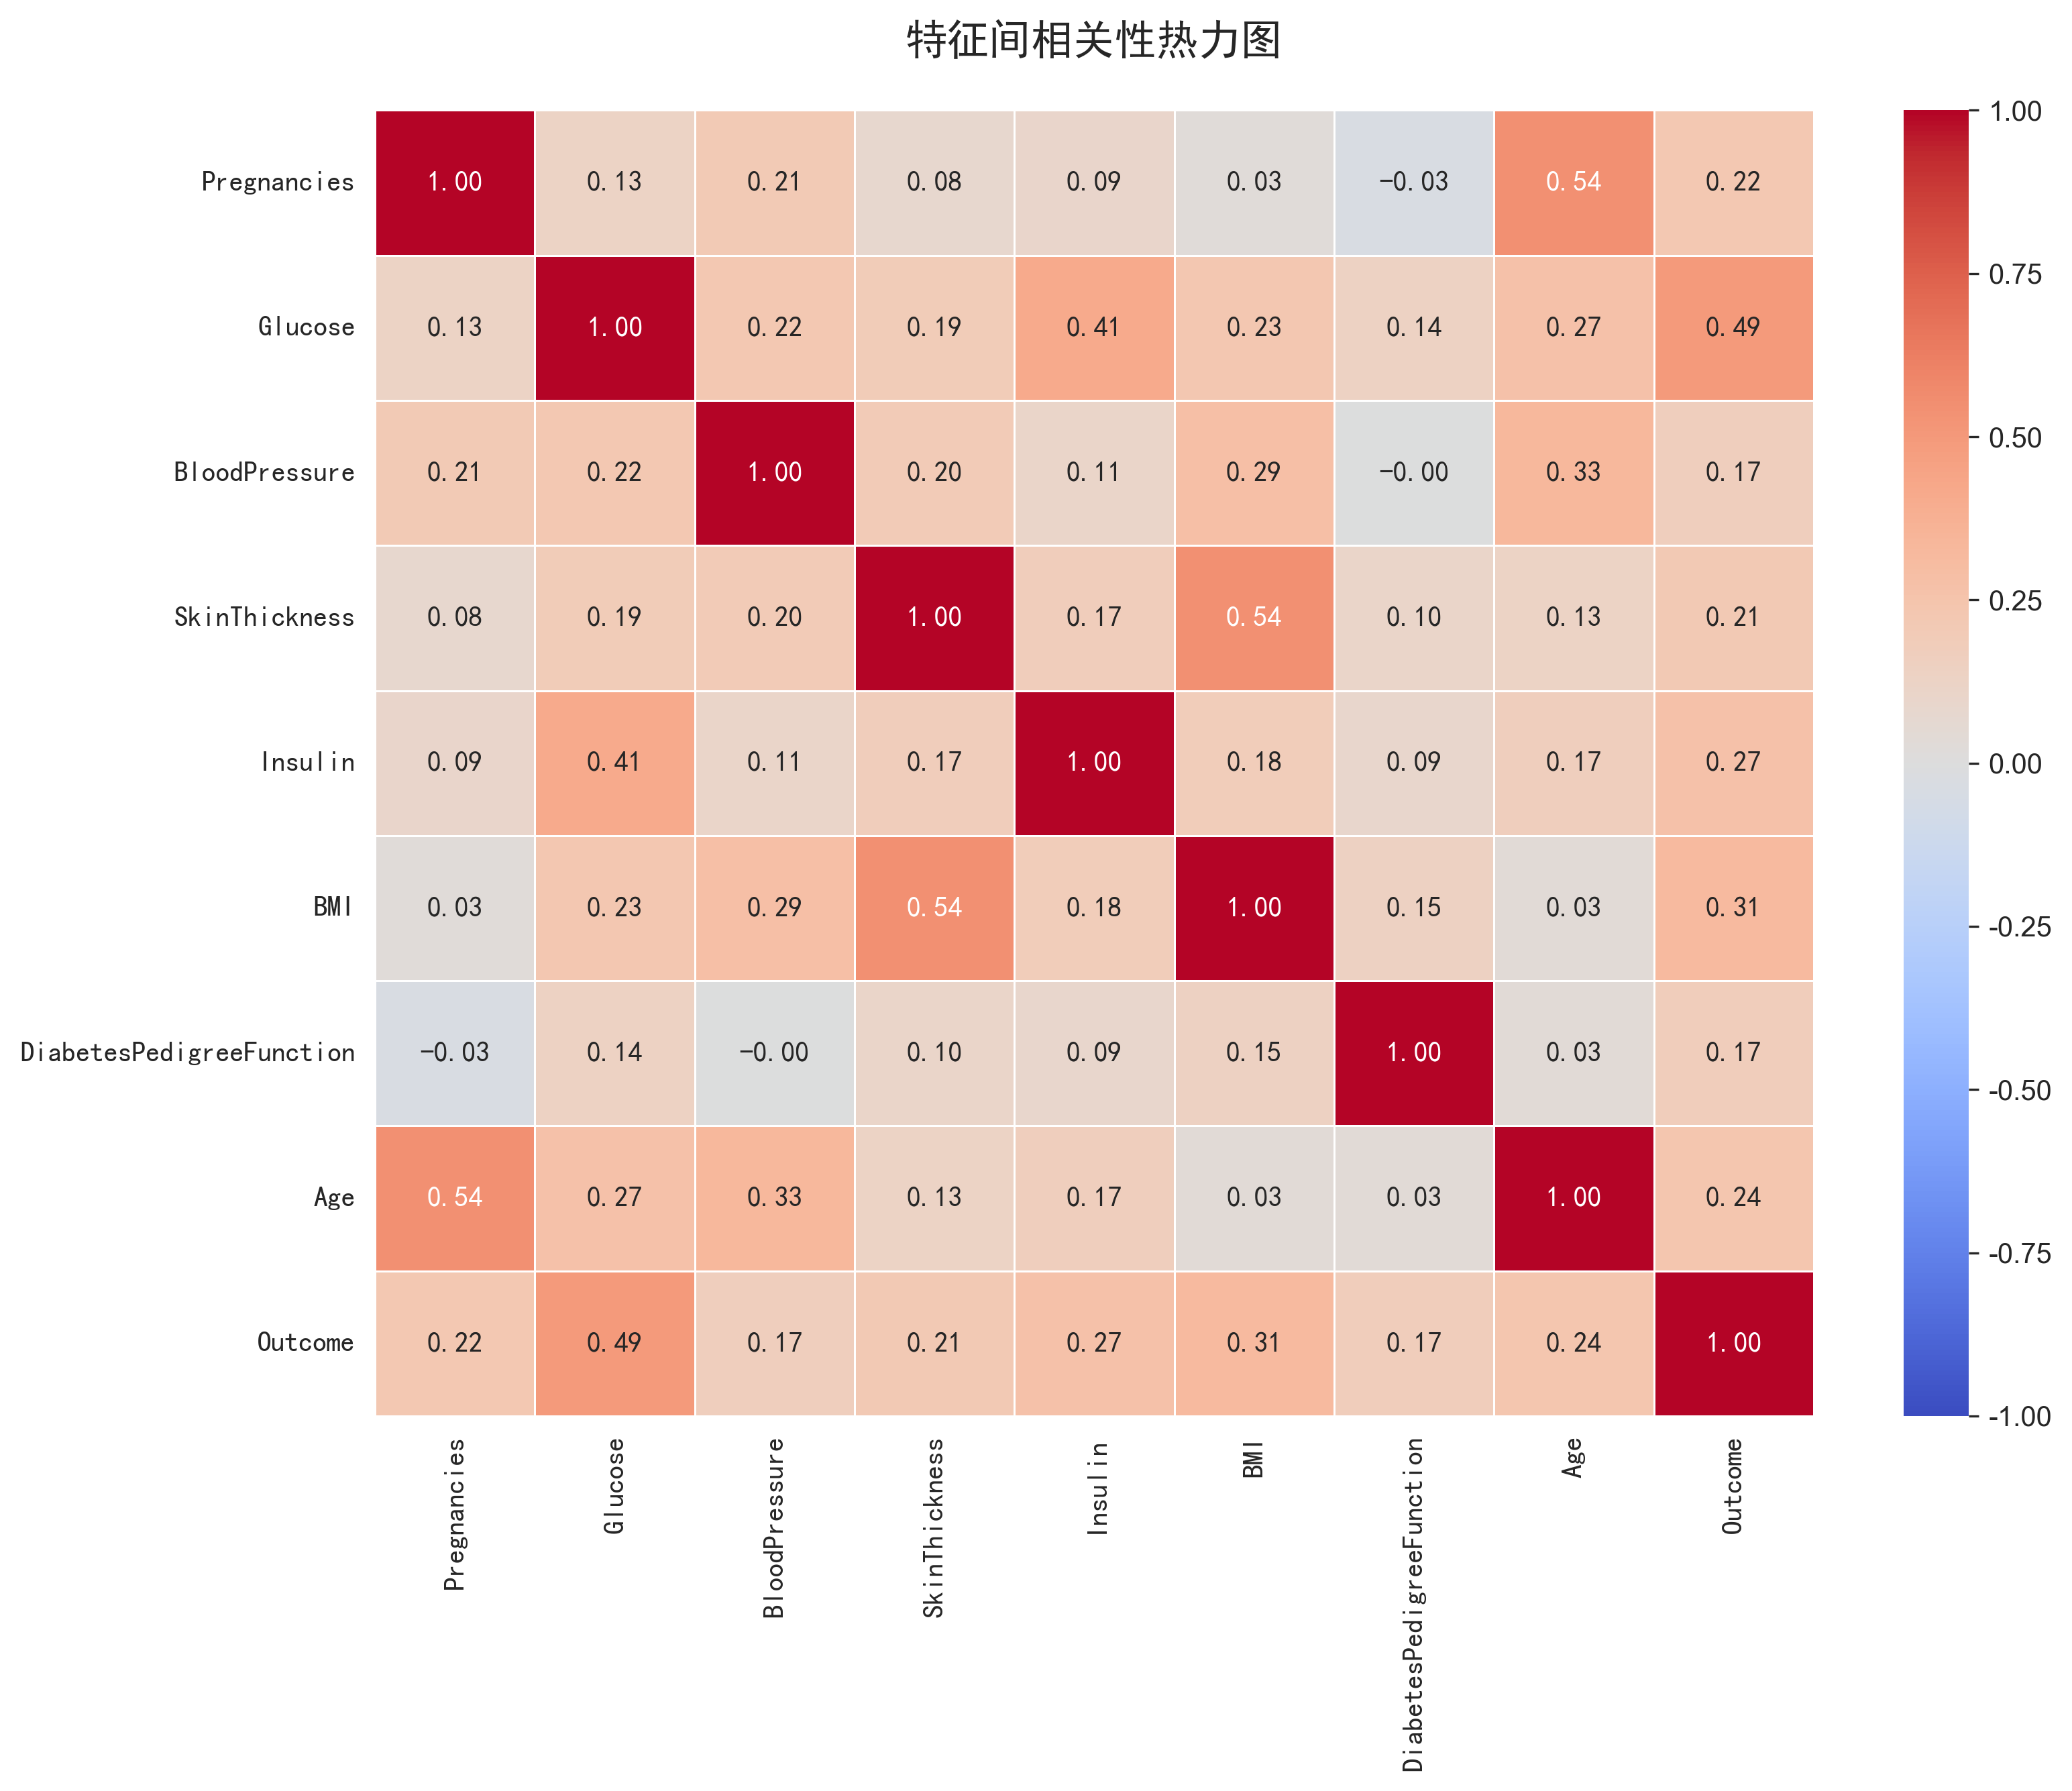 特征间相关性热力图
Pregnancies 1.00 0.13 0.21 0.08 0.09 0.03 -0.03 0.54 0.22
Glucose 0.13 1.00 0.22 0.19 0.41 0.23 0.14 0.27 0.49
BloodPressure 0.21 0.22 1.00 0.20 0.11 0.29 -0.00 0.33 0.17
SkinThickness 0.08 0.19 0.20 1.00 0.17 0.54 0.10 0.13 0.21
Insulin 0.09 0.41 0.11 0.17 1.00 0.18 0.09 0.17 0.27
BMI 0.03 0.23 0.29 0.54 0.18 1.00 0.15 0.03 0.31
DiabetesPedigreeFunction -0.03 0.14 -0.00 0.10 0.09 0.15 1.00 0.03 0.17
Age 0.54 0.27 0.33 0.13 0.17 0.03 0.03 1.00 0.24
Outcome 0.22 0.49 0.17 0.21 0.27 0.31 0.17 0.24 1.00
Pregnancies
Glucose
BloodPressure
SkinThickness
Insulin
BMI
DiabetesPedigreeFunction
Age
Outcome
1.00
0.75
0.50
0.25
0.00
-0.25
-0.50
-0.75
-1.00